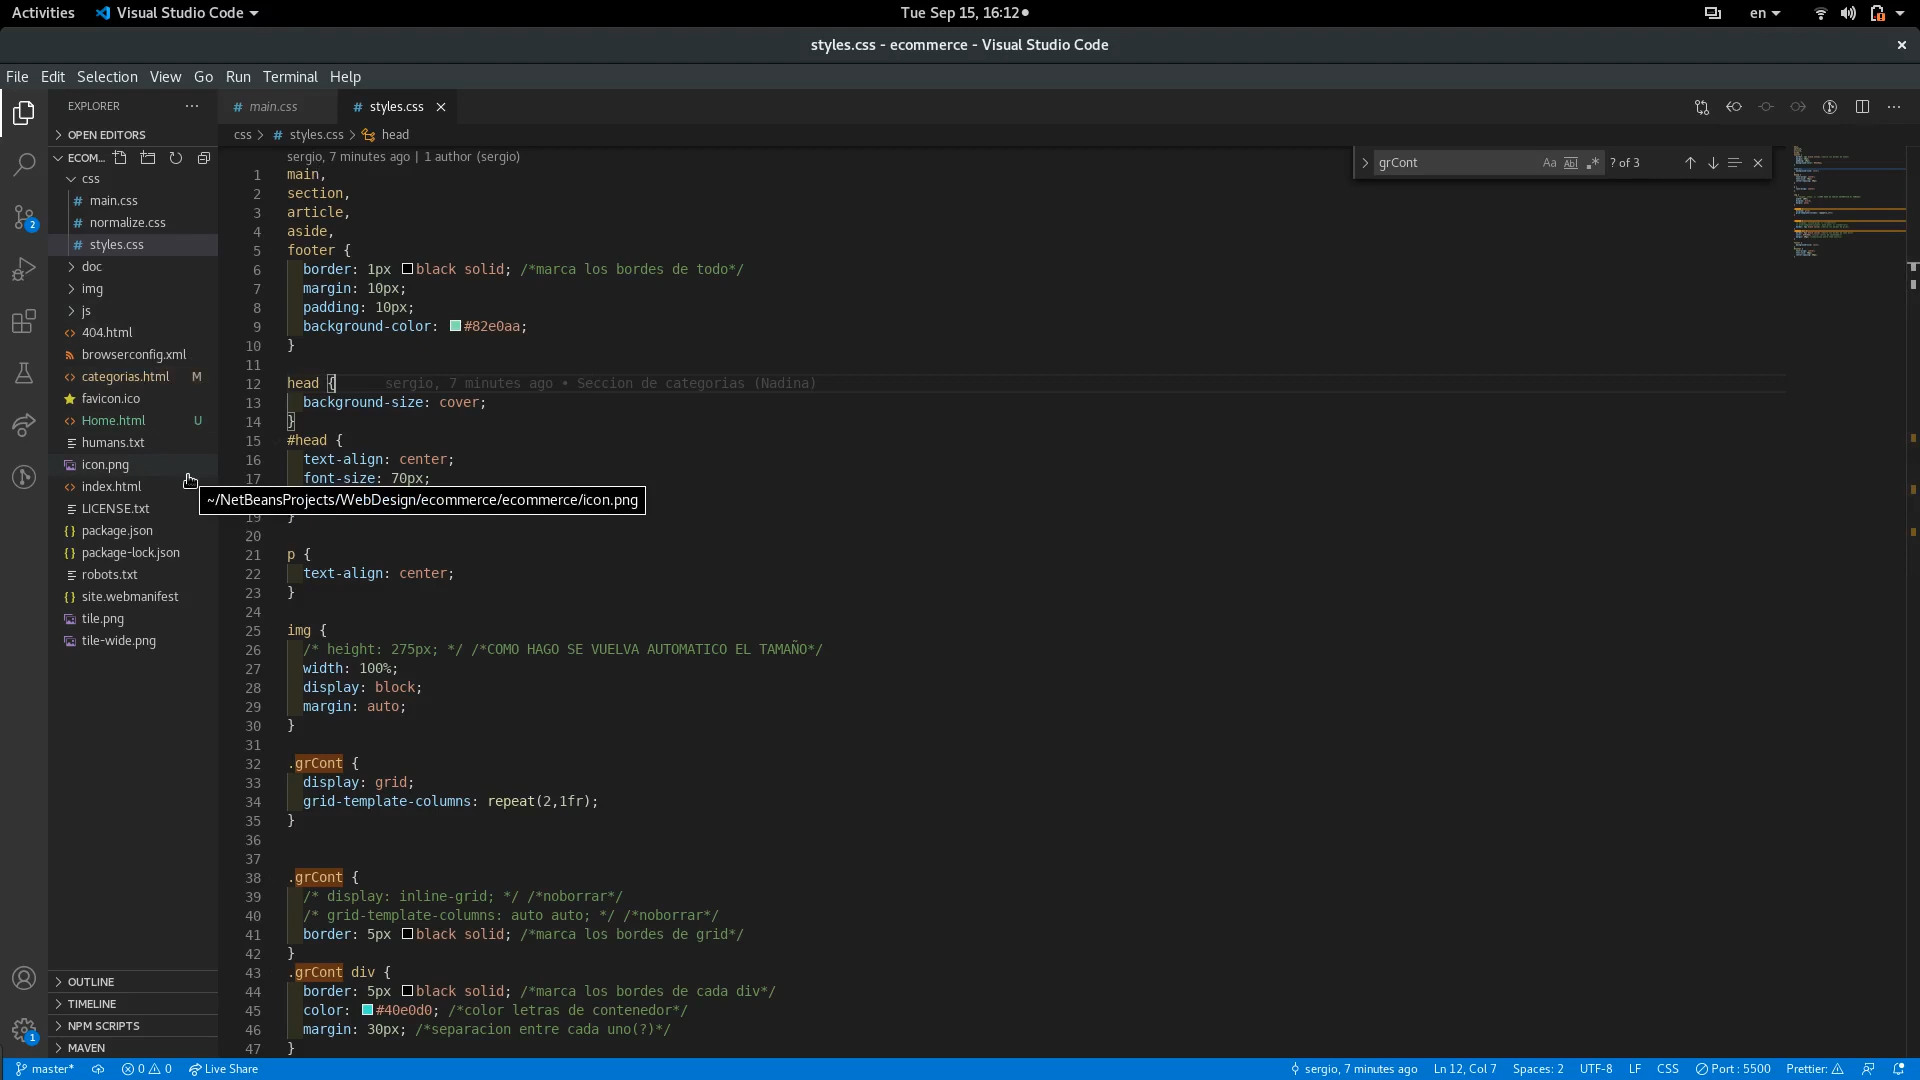 Activities Visual Studio Code Tue Sep 15, 16:12 en
styles.css - ecommerce - Visual Studio Code
File Edit Selection View Go Run Terminal Help
EXPLORER
OPEN EDITORS
ECOM...
css
main.css
normalize.css
styles.css
doc
img
js
404.html
browserconfig.xml
categorias.html M
favicon.ico
Home.html U
humans.txt
icon.png
index.html
LICENSE.txt
package.json
package-lock.json
robots.txt
site.webmanifest
tile.png
tile-wide.png
OUTLINE
TIMELINE
NPM SCRIPTS
MAVEN
2
1
# main.css # styles.css
css > # styles.css > head
grCont Aa Abl .* ? of 3
sergio, 7 minutes ago | 1 author (sergio)
1 main,
2 section,
3 article,
4 aside,
5 footer {
6 border: 1px black solid; /*marca los bordes de todo*/
7 margin: 10px;
8 padding: 10px;
9 background-color: #82e0aa;
10 }
11
12 head { sergio, 7 minutes ago • Seccion de categorias (Nadina)
13 background-size: cover;
14 }
15 #head {
16 text-align: center;
17 font-size: 70px;
~/NetBeansProjects/WebDesign/ecommerce/ecommerce/icon.png
19 }
20
21 p {
22 text-align: center;
23 }
24
25 img {
26 /* height: 275px; */ /*COMO HAGO SE VUELVA AUTOMATICO EL TAMAÑO*/
27 width: 100%;
28 display: block;
29 margin: auto;
30 }
31
32 .grCont {
33 display: grid;
34 grid-template-columns: repeat(2,1fr);
35 }
36
37
38 .grCont {
39 /* display: inline-grid; */ /*noborrar*/
40 /* grid-template-columns: auto auto; */ /*noborrar*/
41 border: 5px black solid; /*marca los bordes de grid*/
42 }
43 .grCont div {
44 border: 5px black solid; /*marca los bordes de cada div*/
45 color: #40e0d0; /*color letras de contenedor*/
46 margin: 30px; /*separacion entre cada uno(?)*/
47 }
master* 0 0 Live Share sergio, 7 minutes ago Ln 12, Col 7 Spaces: 2 UTF-8 LF CSS Port : 5500 Prettier: